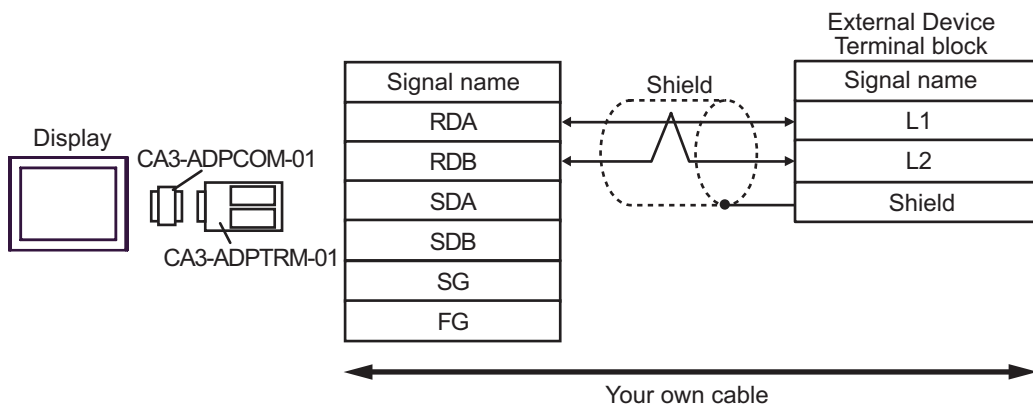 External Device
Terminal block
Signal name
Shield
Signal name
RDA
L1
Display
CA3-ADPCOM-01
RDB
L2
SDA
Shield
CA3-ADPTRM-01
SDB
SG
FG
Your own cable